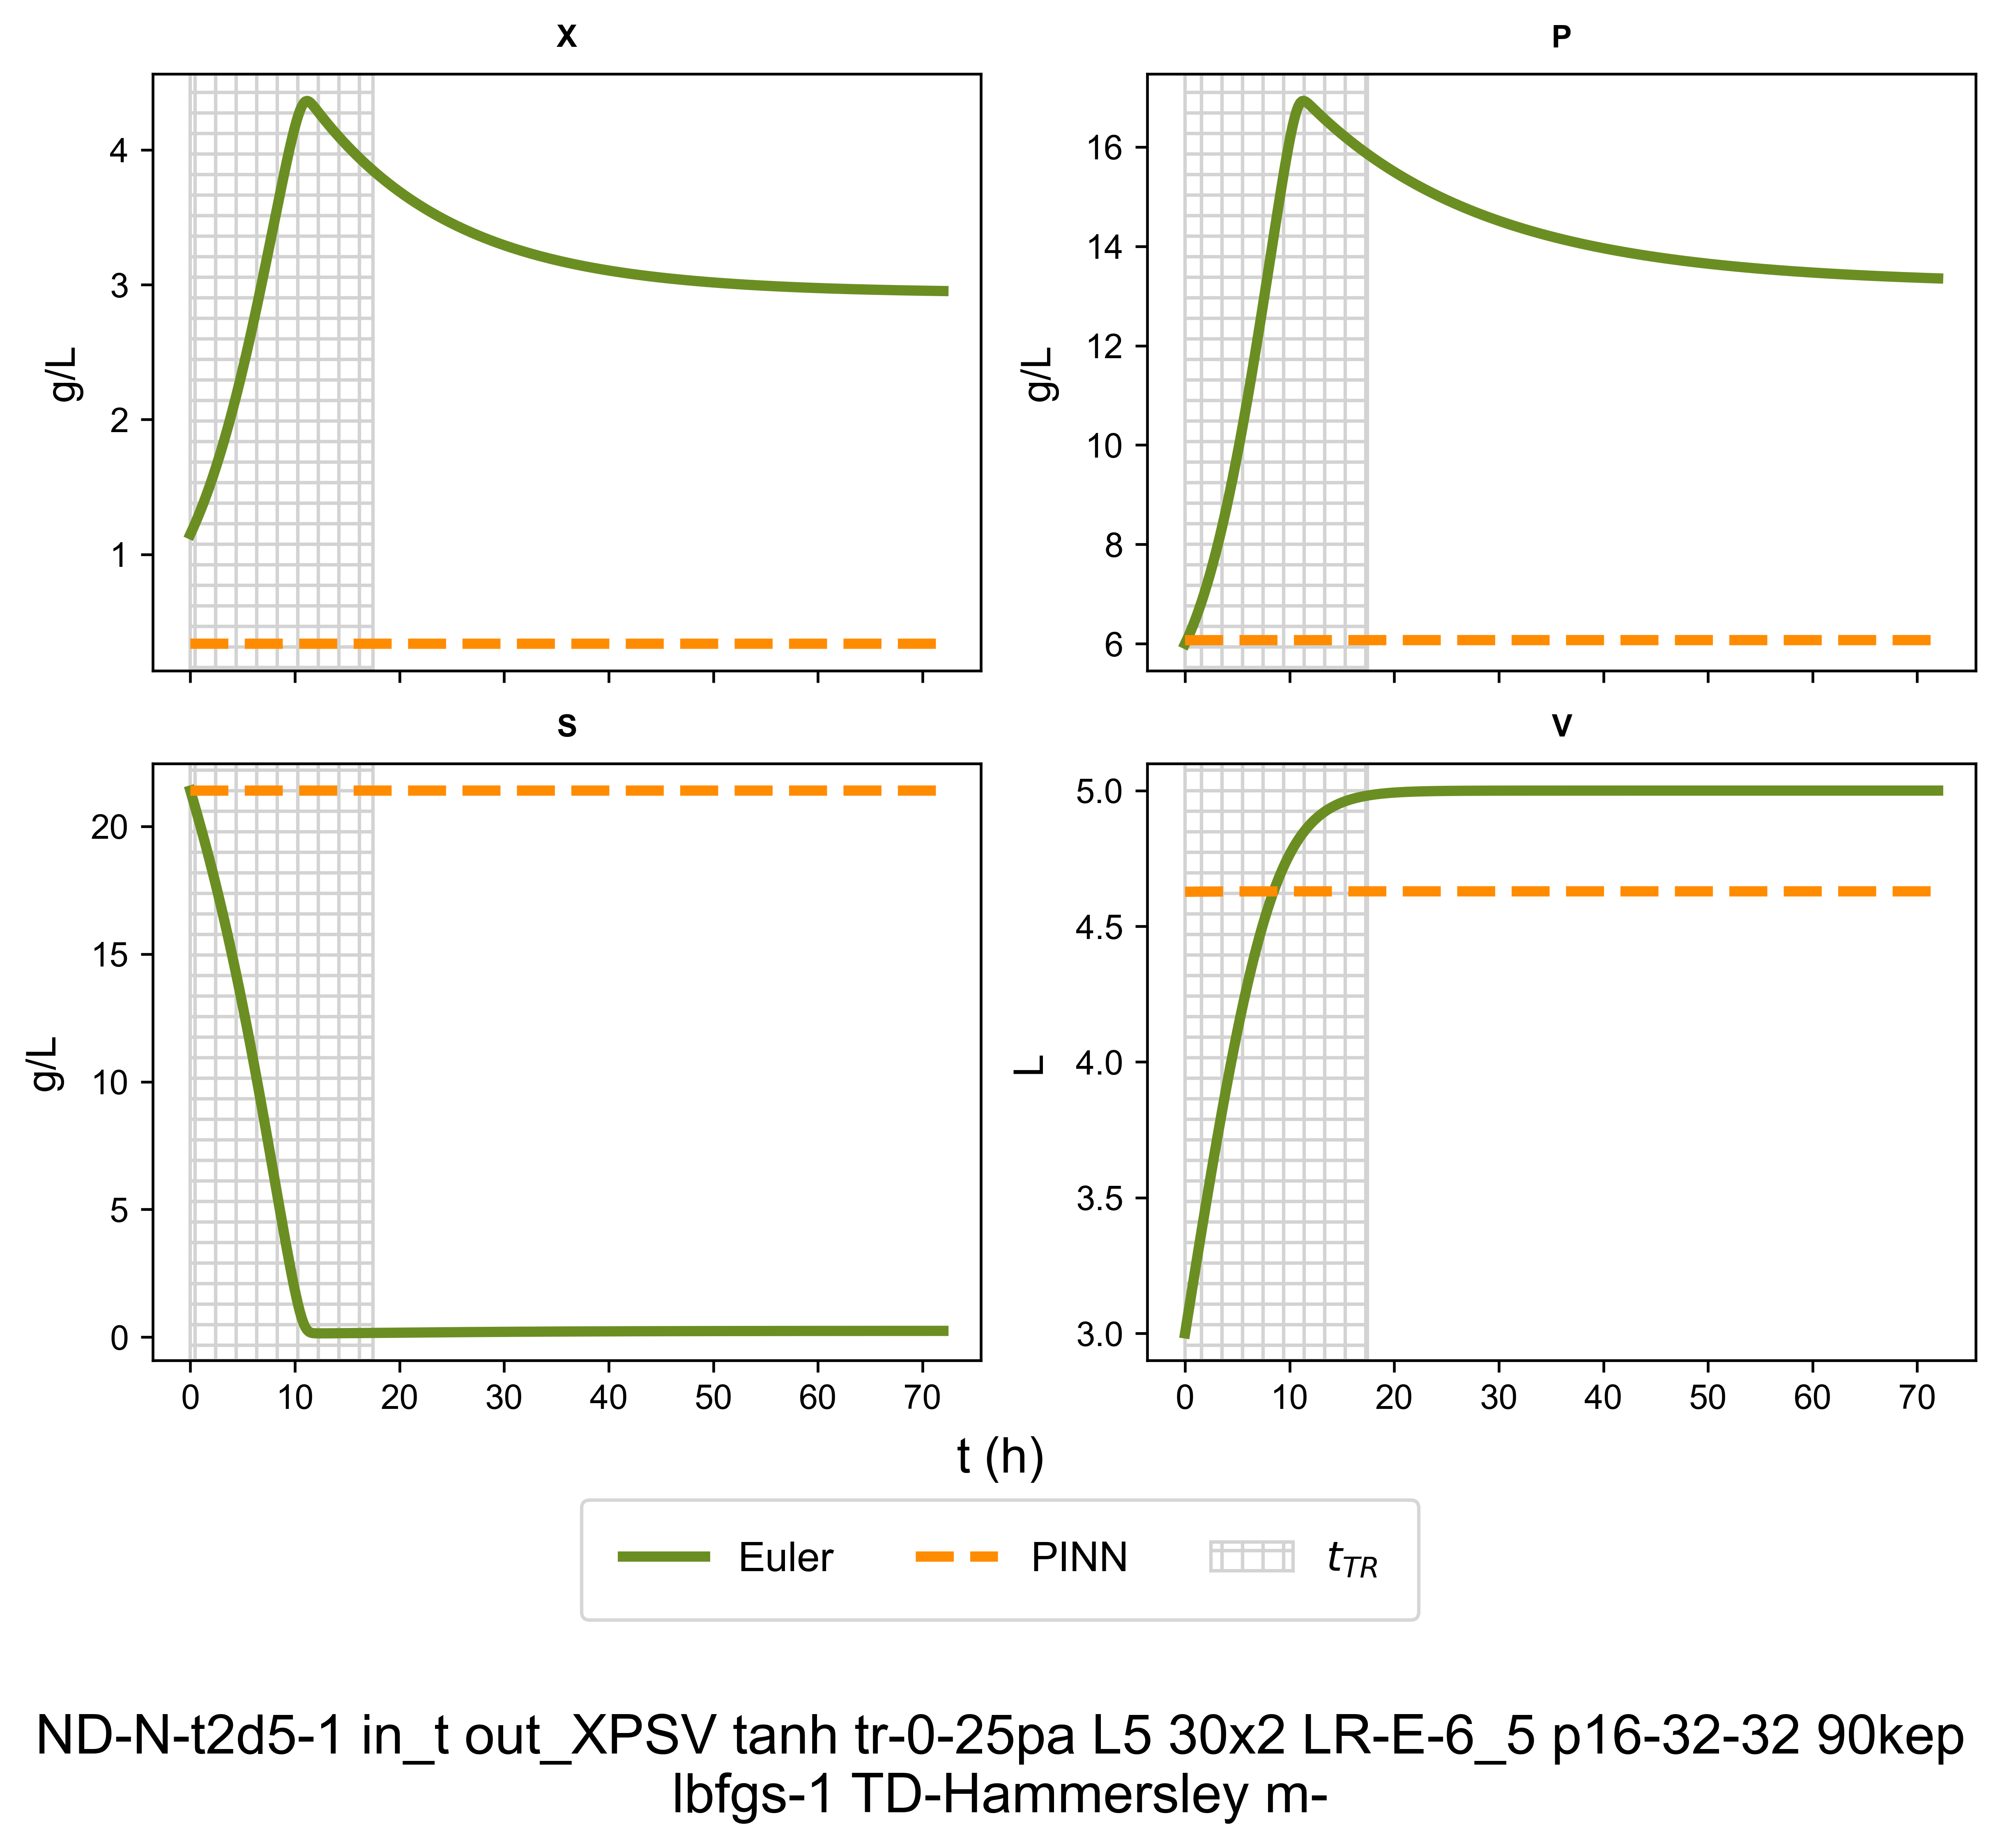 X
P
4
3
2
1
g/L
16
14
12
10
8
6
g/L
S
V
20
15
10
5
0
g/L
5.0
4.5
4.0
3.5
3.0
L
0 10 20 30 40 50 60 70
0 10 20 30 40 50 60 70
t (h)
Euler PINN t_TR
ND-N-t2d5-1 in_t out_XPSV tanh tr-0-25pa L5 30x2 LR-E-6_5 p16-32-32 90kep
lbfgs-1 TD-Hammersley m-